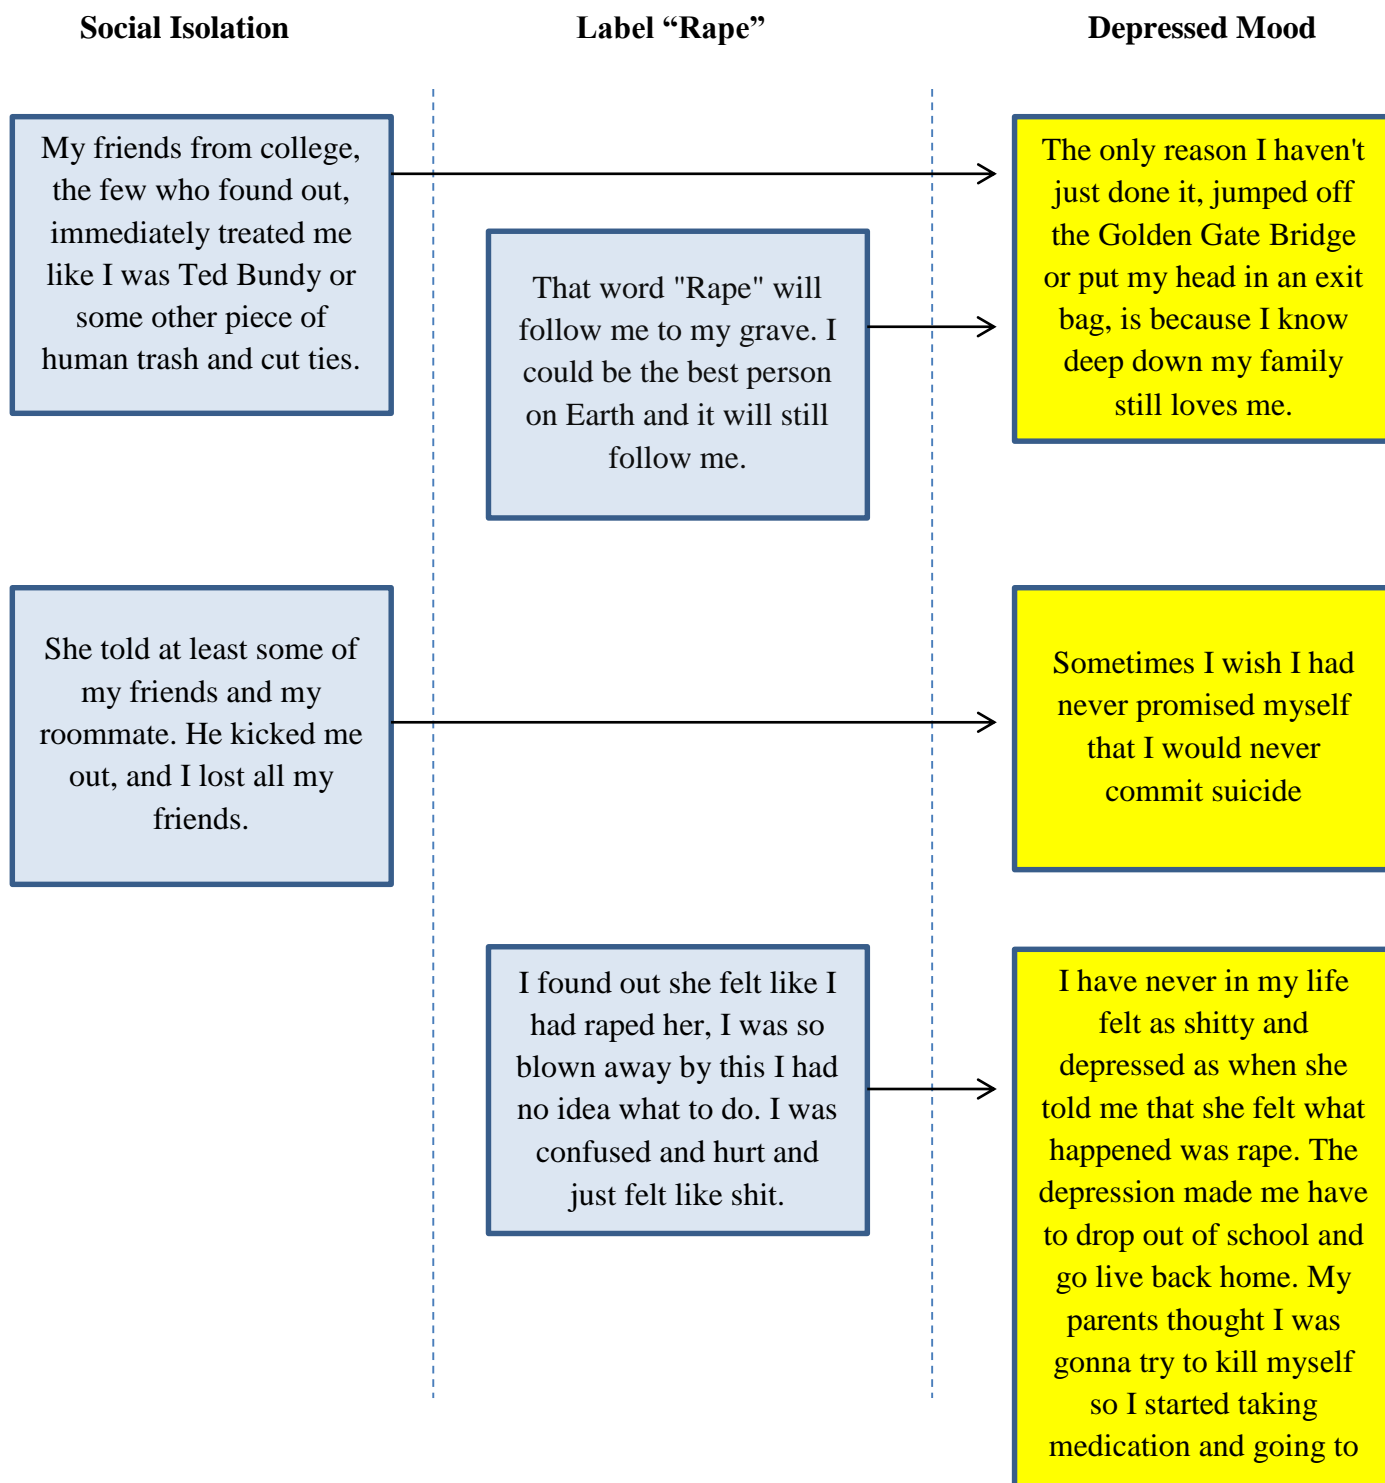 Social Isolation
Label “Rape”
Depressed Mood
My friends from college,
the few who found out,
immediately treated me
like I was Ted Bundy or
some other piece of
human trash and cut ties.
That word "Rape" will
follow me to my grave. I
could be the best person
on Earth and it will still
follow me.
The only reason I haven't
just done it, jumped off
the Golden Gate Bridge
or put my head in an exit
bag, is because I know
deep down my family
still loves me.
She told at least some of
my friends and my
roommate. He kicked me
out, and I lost all my
friends.
Sometimes I wish I had
never promised myself
that I would never
commit suicide
I found out she felt like I
had raped her, I was so
blown away by this I had
no idea what to do. I was
confused and hurt and
just felt like shit.
I have never in my life
felt as shitty and
depressed as when she
told me that she felt what
happened was rape. The
depression made me have
to drop out of school and
go live back home. My
parents thought I was
gonna try to kill myself
so I started taking
medication and going to